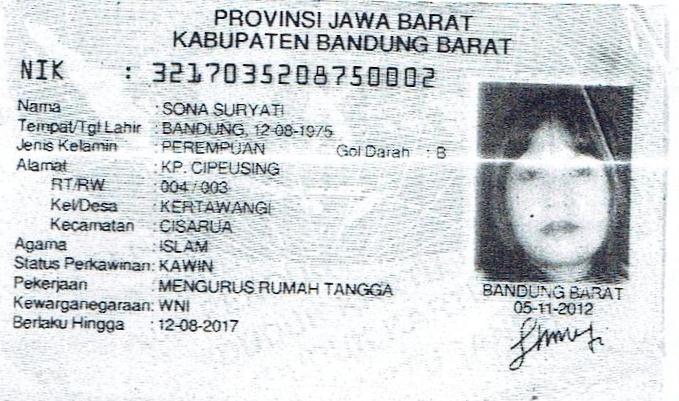 PROVINSI JAWA BARAT
KABUPATEN BANDUNG BARAT
NIK : 3217035208750002
Nama : SONA SURYATI
Tempat/Tgl Lahir : BANDUNG, 12-08-1975
Jenis Kelamin : PEREMPUAN Gol Darah : B
Alamat : KP. CIPEUSING
RT/RW : 004 / 003
Kel/Desa : KERTAWANGI
Kecamatan : CISARUA
Agama : ISLAM
Status Perkawinan: KAWIN
Pekerjaan : MENGURUS RUMAH TANGGA
Kewarganegaraan: WNI
Berlaku Hingga : 12-08-2017
BANDUNG BARAT
05-11-2012